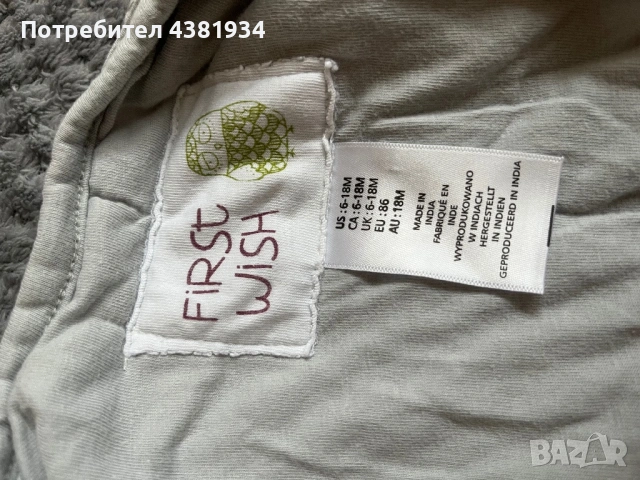 Потребител 4381934
FiRST
WiSH
US : 6-18M
CA : 6-18M
UK : 6-18M
EU : 86
AU : 18M
MADE IN
INDIA
FABRIQUÉ EN
INDE
WYPRODUKOWANO
W INDIACH
HERGESTELLT
IN INDIEN
GEPRODUCEERD IN INDIA
BAZAR